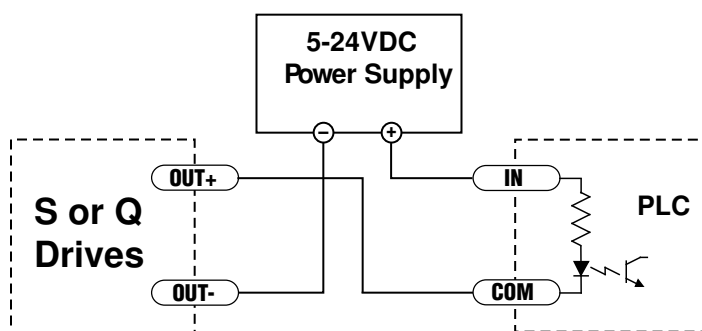 5-24VDC
Power Supply
−
+
OUT+
IN
S or Q
Drives
PLC
OUT-
COM